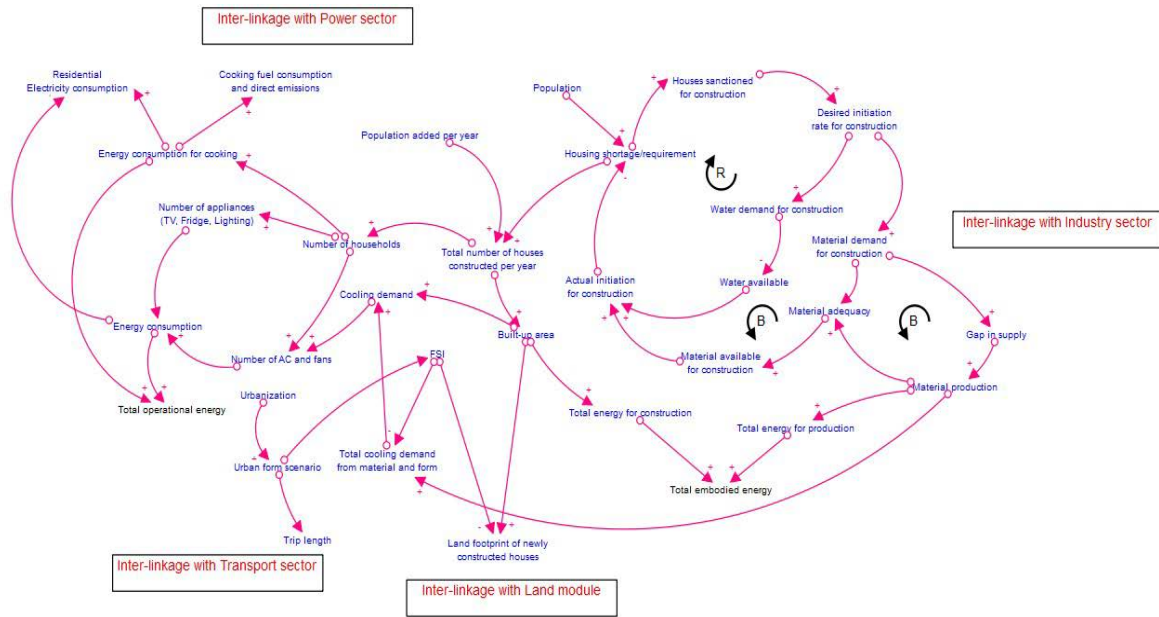 Inter-linkage with Power sector
Residential
Electricity consumption
Cooking fuel consumption
and direct emissions
Population
Houses sanctioned
for construction
Desired initiation
rate for construction
Population added per year
Energy consumption for cooking
Housing shortage/requirement
R
Number of appliances
(TV, Fridge, Lighting)
Water demand for construction
Inter-linkage with Industry sector
Number of households
Total number of houses
constructed per year
Material demand
for construction
Actual initiation
for construction
Water available
Cooling demand
Energy consumption
Built-up area
B
Material adequacy
B
Gap in supply
Number of AC and fans
FSI
Material available
for construction
Material production
Urbanization
Total operational energy
Total energy for construction
Total energy for production
Urban form scenario
Total cooling demand
from material and form
Total embodied energy
Trip length
Land footprint of newly
constructed houses
Inter-linkage with Transport sector
Inter-linkage with Land module